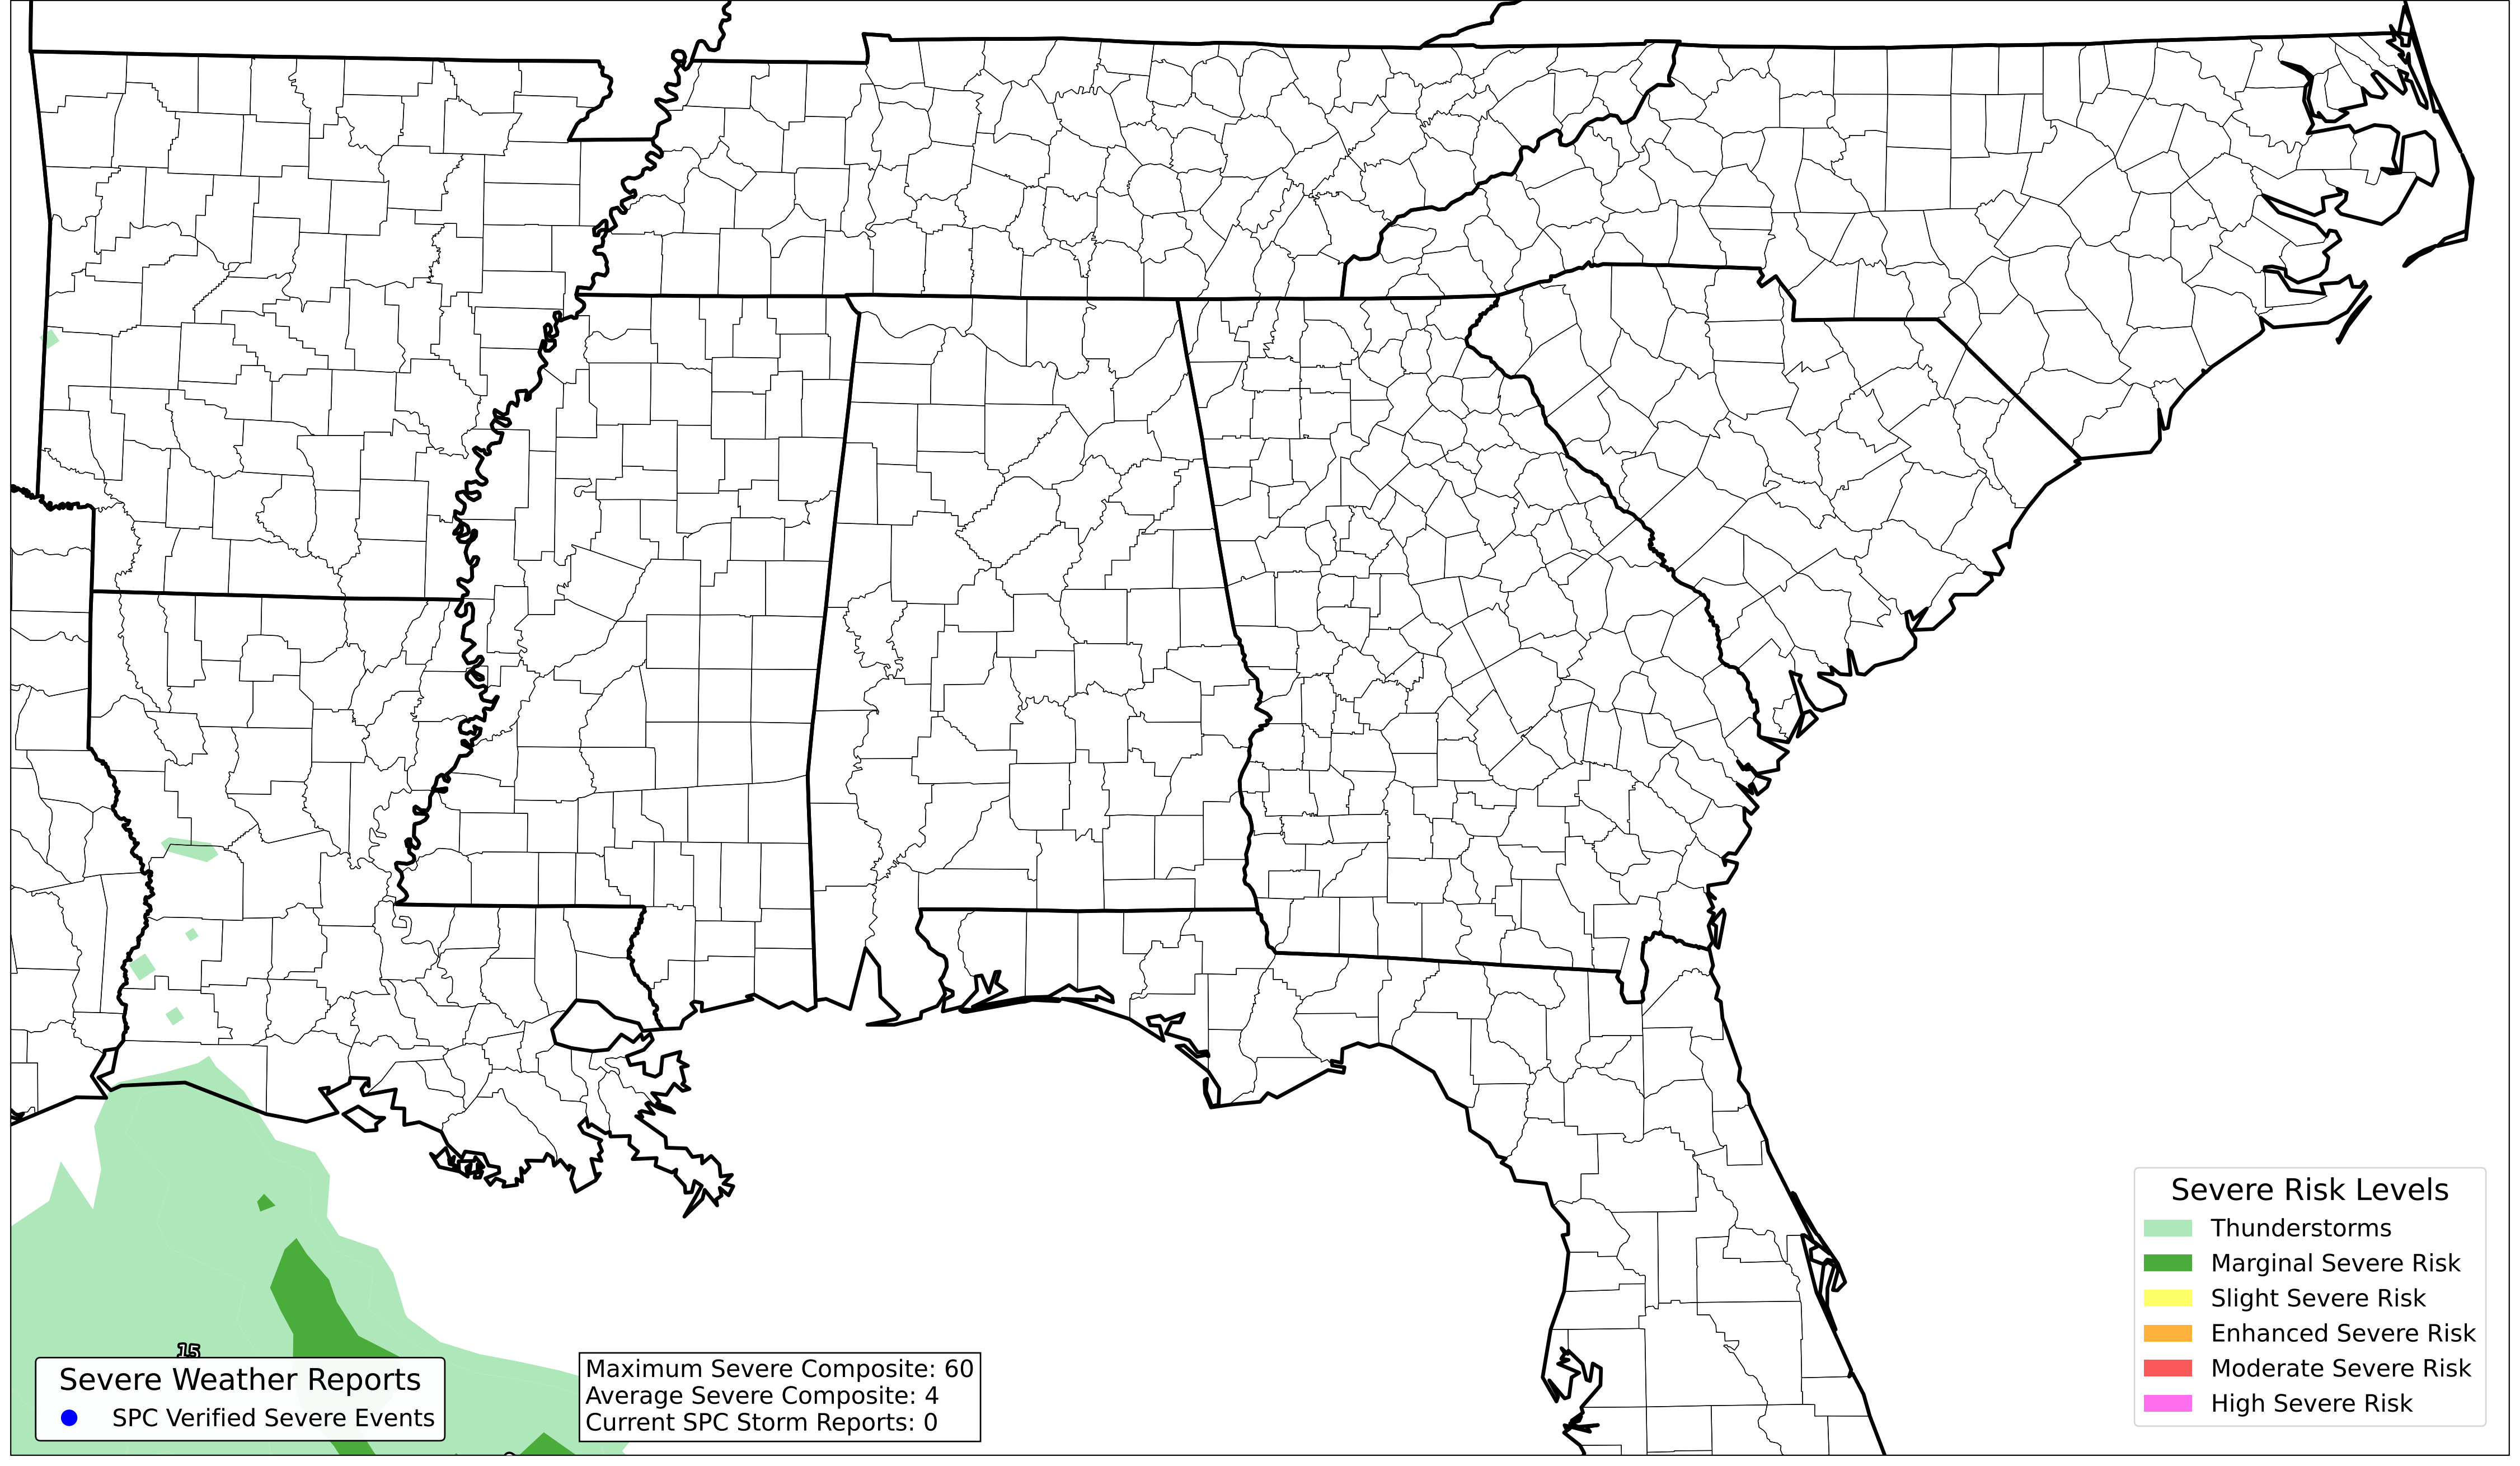 15
Severe Weather Reports
SPC Verified Severe Events
Maximum Severe Composite: 60
Average Severe Composite: 4
Current SPC Storm Reports: 0
Severe Risk Levels
Thunderstorms
Marginal Severe Risk
Slight Severe Risk
Enhanced Severe Risk
Moderate Severe Risk
High Severe Risk